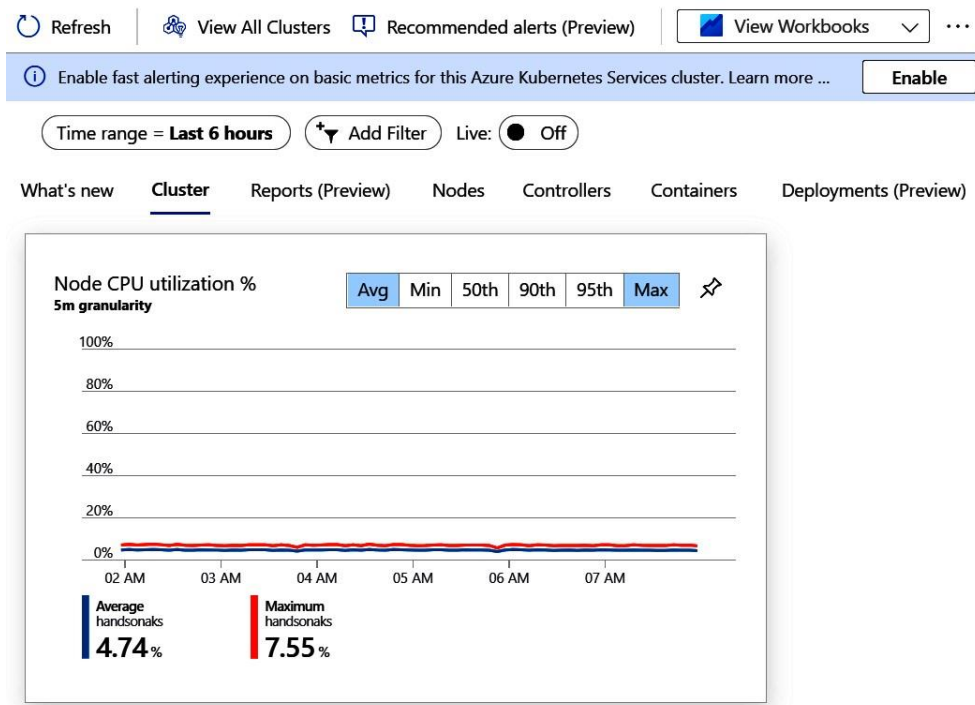 Refresh View All Clusters Recommended alerts (Preview) View Workbooks ...
Enable fast alerting experience on basic metrics for this Azure Kubernetes Services cluster. Learn more ... Enable
Time range = Last 6 hours Add Filter Live: Off
What's new Cluster Reports (Preview) Nodes Controllers Containers Deployments (Preview)
Node CPU utilization % Avg Min 50th 90th 95th Max
5m granularity
100%
80%
60%
40%
20%
0%
02 AM 03 AM 04 AM 05 AM 06 AM 07 AM
Average Maximum
handsonaks handsonaks
4.74 % 7.55 %